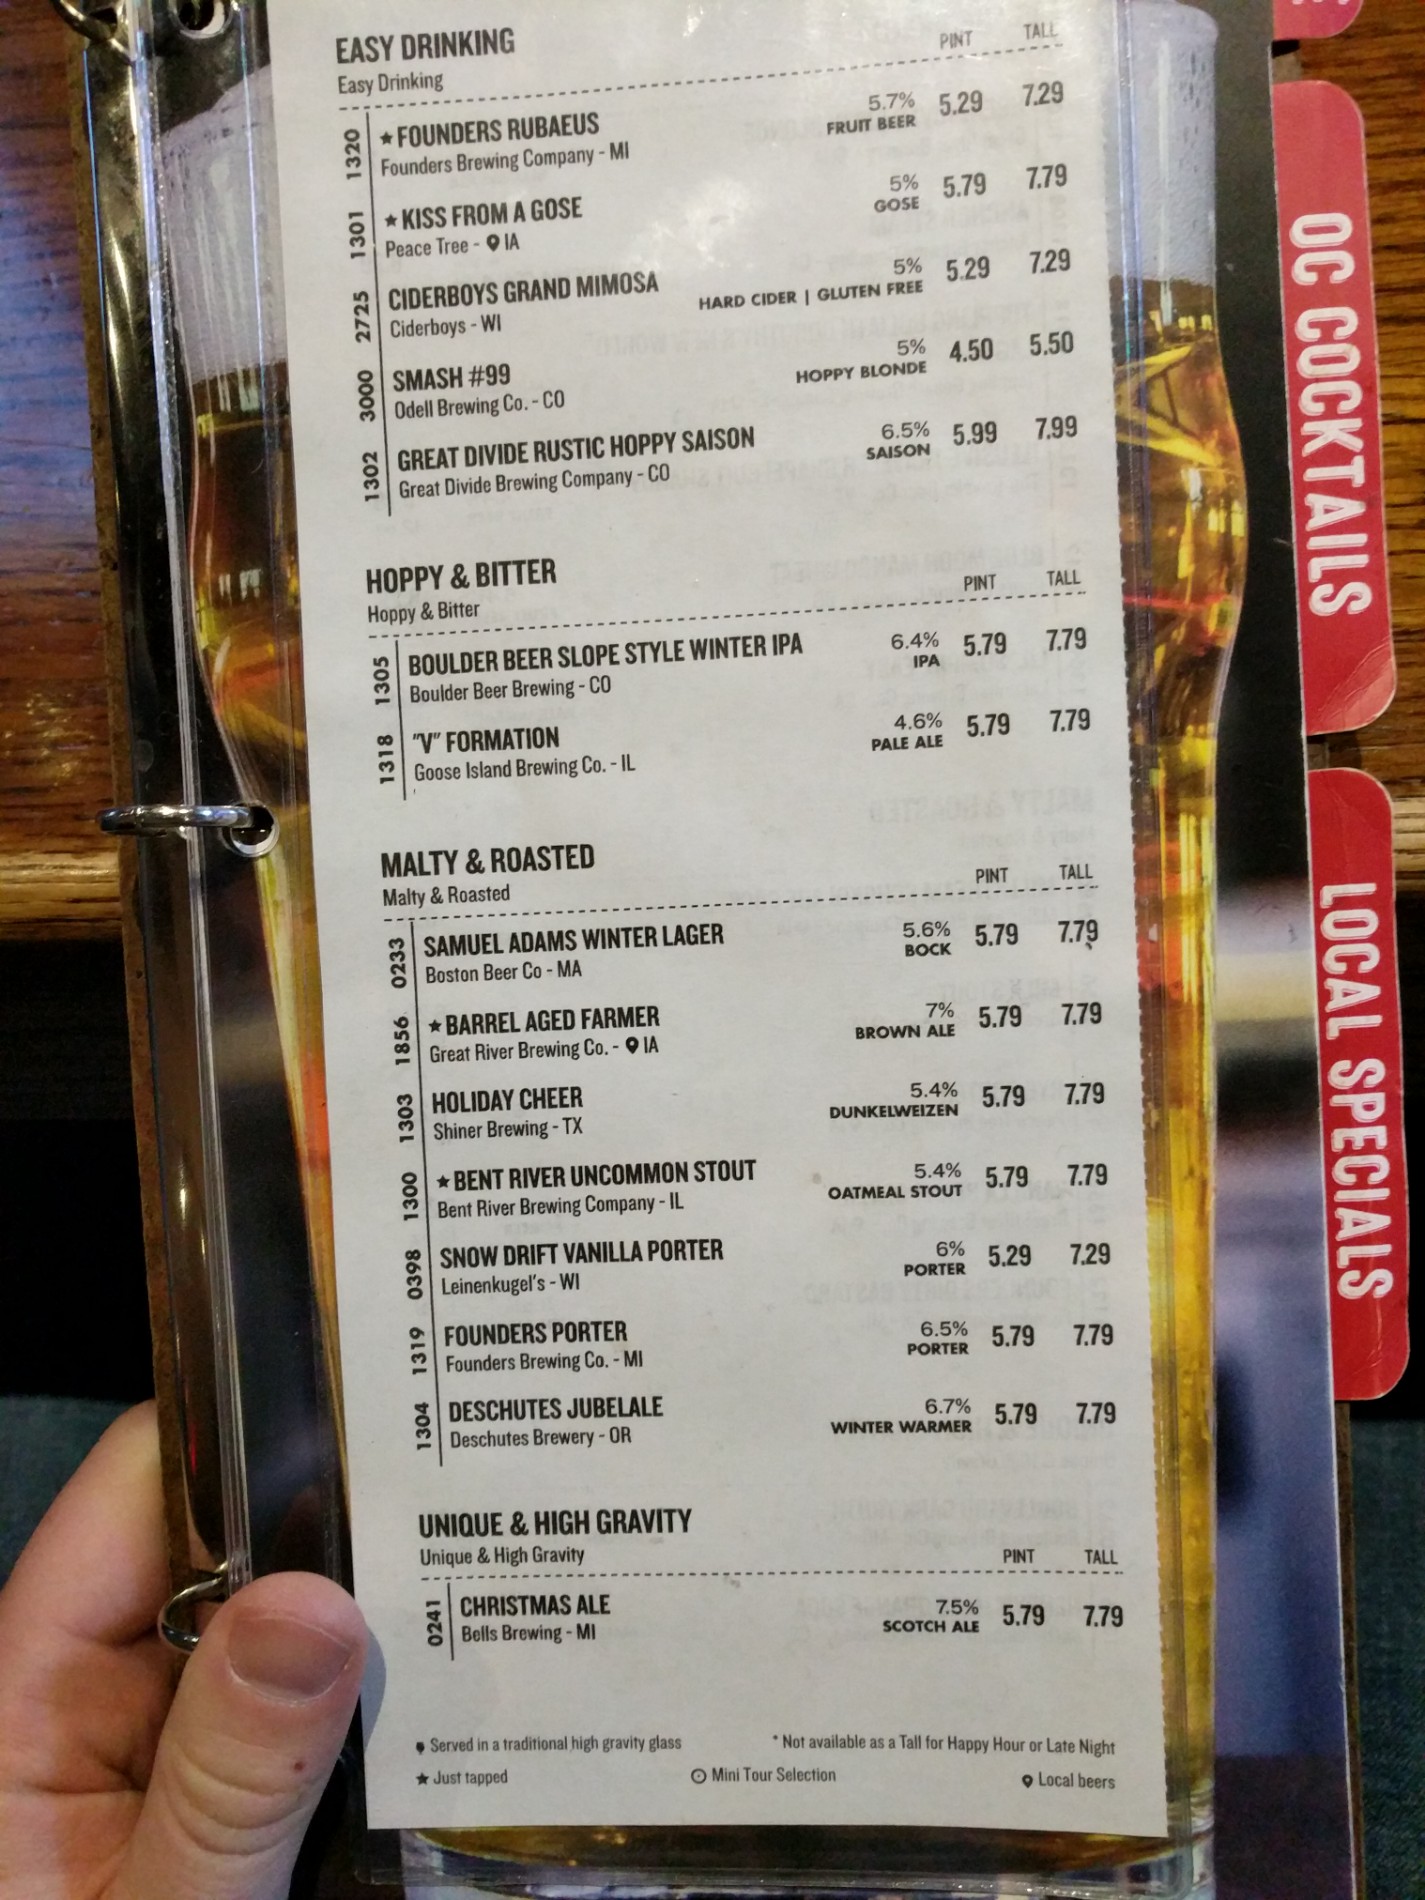 EASY DRINKING
Easy Drinking
PINT TALL
1320 ★ FOUNDERS RUBAEUS 5.7% 5.29 7.29
Founders Brewing Company - MI FRUIT BEER
1301 ★ KISS FROM A GOSE 5% 5.79 7.79
Peace Tree - IA GOSE
2725 CIDERBOYS GRAND MIMOSA 5% 5.29 7.29
Ciderboys - WI HARD CIDER | GLUTEN FREE
3000 SMASH #99 5% 4.50 5.50
Odell Brewing Co. - CO HOPPY BLONDE
1302 GREAT DIVIDE RUSTIC HOPPY SAISON 6.5% 5.99 7.99
Great Divide Brewing Company - CO SAISON
HOPPY & BITTER
Hoppy & Bitter
PINT TALL
1305 BOULDER BEER SLOPE STYLE WINTER IPA 6.4% 5.79 7.79
Boulder Beer Brewing - CO IPA
1318 "V" FORMATION 4.6% 5.79 7.79
Goose Island Brewing Co. - IL PALE ALE
MALTY & ROASTED
Malty & Roasted
PINT TALL
0233 SAMUEL ADAMS WINTER LAGER 5.6% 5.79 7.79
Boston Beer Co - MA BOCK
1856 ★ BARREL AGED FARMER 7% 5.79 7.79
Great River Brewing Co. - IA BROWN ALE
1303 HOLIDAY CHEER 5.4% 5.79 7.79
Shiner Brewing - TX DUNKELWEIZEN
1300 ★ BENT RIVER UNCOMMON STOUT 5.4% 5.79 7.79
Bent River Brewing Company - IL OATMEAL STOUT
0398 SNOW DRIFT VANILLA PORTER 6% 5.29 7.29
Leinenkugel's - WI PORTER
1319 FOUNDERS PORTER 6.5% 5.79 7.79
Founders Brewing Co. - MI PORTER
1304 DESCHUTES JUBELALE 6.7% 5.79 7.79
Deschutes Brewery - OR WINTER WARMER
UNIQUE & HIGH GRAVITY
Unique & High Gravity
PINT TALL
0241 CHRISTMAS ALE 7.5% 5.79 7.79
Bells Brewing - MI SCOTCH ALE
Served in a traditional high gravity glass
* Not available as a Tall for Happy Hour or Late Night
★ Just tapped
Mini Tour Selection
Local beers
OC COCKTAILS
LOCAL SPECIALS